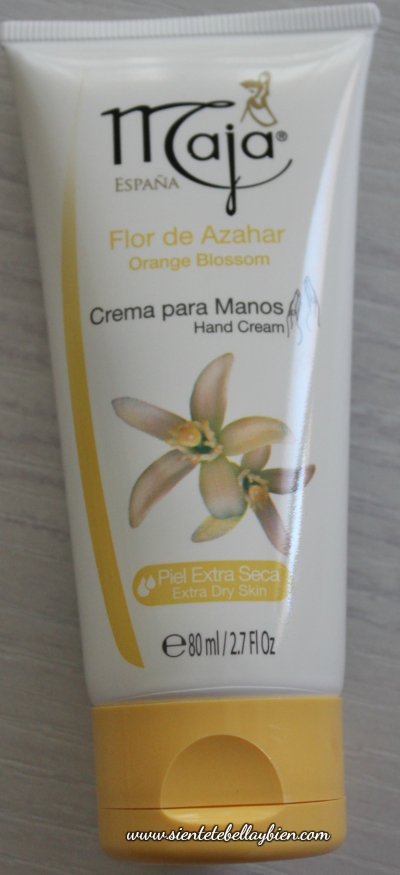 maja®
ESPAÑA
Flor de Azahar
Orange Blossom
Crema para Manos
Hand Cream
Piel Extra Seca
Extra Dry Skin
℮80 ml / 2.7 Fl Oz
www.sientetebellaybien.com